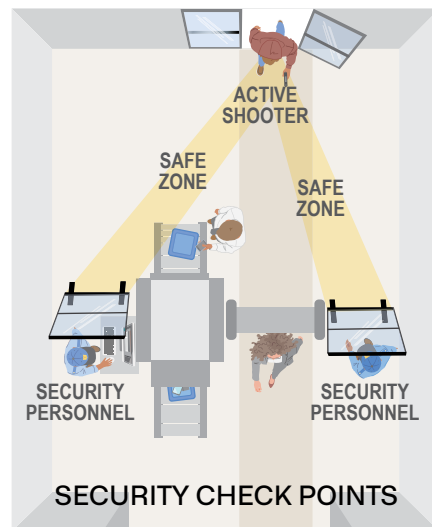 ACTIVE
SHOOTER
SAFE
ZONE
SAFE
ZONE
SECURITY
PERSONNEL
SECURITY
PERSONNEL
SECURITY CHECK POINTS